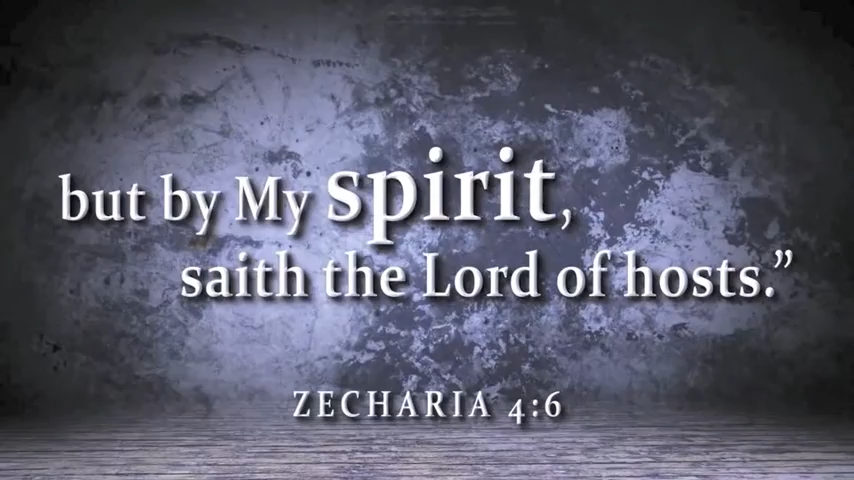 but by My spirit,
saith the Lord of hosts.”
ZECHARIA 4:6